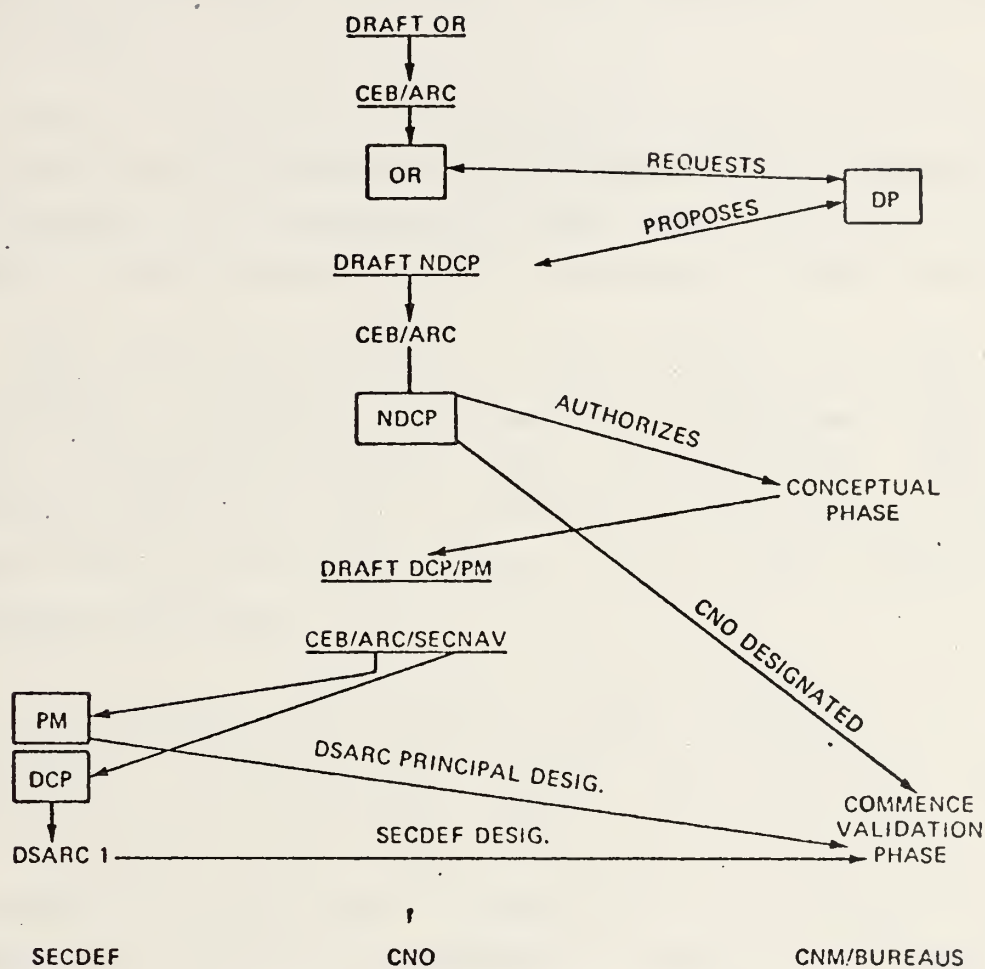 DRAFT OR
CEB/ARC
OR
REQUESTS
DP
PROPOSES
DRAFT NDCP
CEB/ARC
NDCP
AUTHORIZES
CONCEPTUAL
PHASE
DRAFT DCP/PM
CNO DESIGNATED
CEB/ARC/SECNAV
PM
DSARC PRINCIPAL DESIG.
DCP
COMMENCE
VALIDATION
PHASE
SECDEF DESIG.
DSARC 1
SECDEF
CNO
CNM/BUREAUS